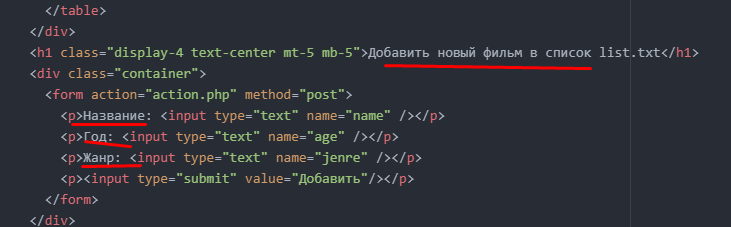 </table>
</div>
<h1 class="display-4 text-center mt-5 mb-5">Добавить новый фильм в список list.txt</h1>
<div class="container">
<form action="action.php" method="post">
<p>Название: <input type="text" name="name" /></p>
<p>Год: <input type="text" name="age" /></p>
<p>Жанр: <input type="text" name="jenre" /></p>
<p><input type="submit" value="Добавить"/></p>
</form>
</div>